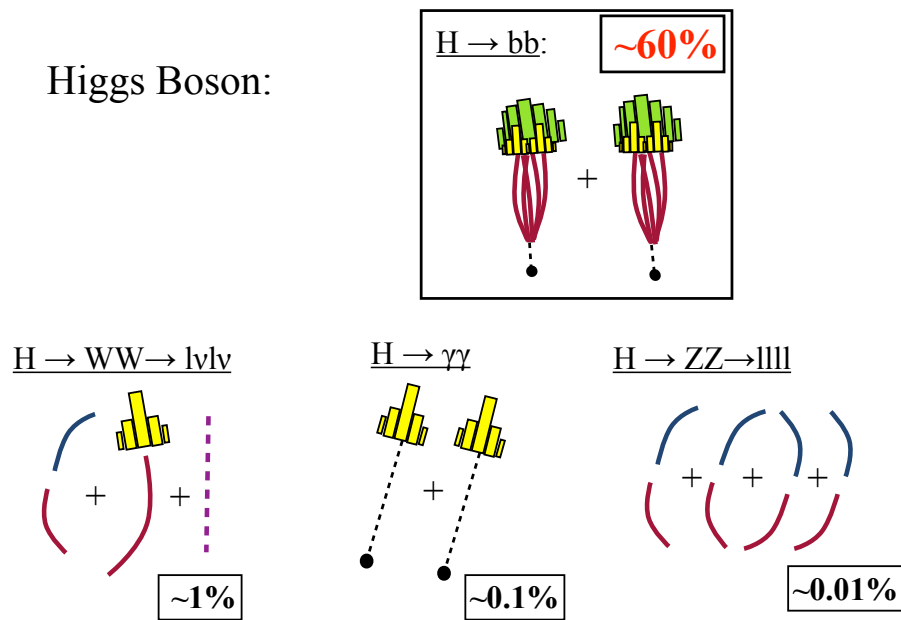 H → bb:
~60%
Higgs Boson:
+
H → WW→ lνlν
H → γγ
H → ZZ→llll
+ +
+
+ + +
~1%
~0.1%
~0.01%